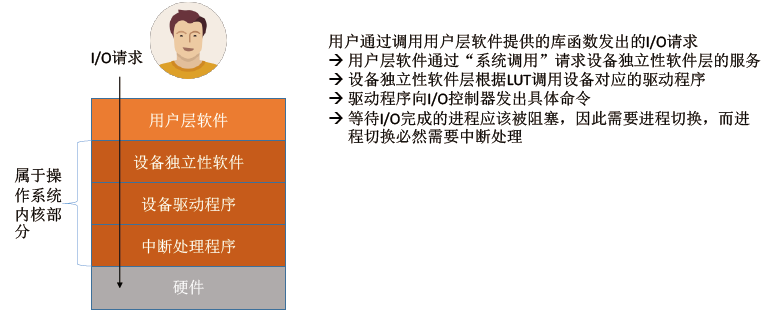 I/O请求
用户层软件
设备独立性软件
设备驱动程序
中断处理程序
硬件
属于操
作系统
内核部
分
用户通过调用用户层软件提供的库函数发出的I/O请求
→ 用户层软件通过“系统调用”请求设备独立性软件层的服务
→ 设备独立性软件层根据LUT调用设备对应的驱动程序
→ 驱动程序向I/O控制器发出具体命令
→ 等待I/O完成的进程应该被阻塞，因此需要进程切换，而进
程切换必然需要中断处理